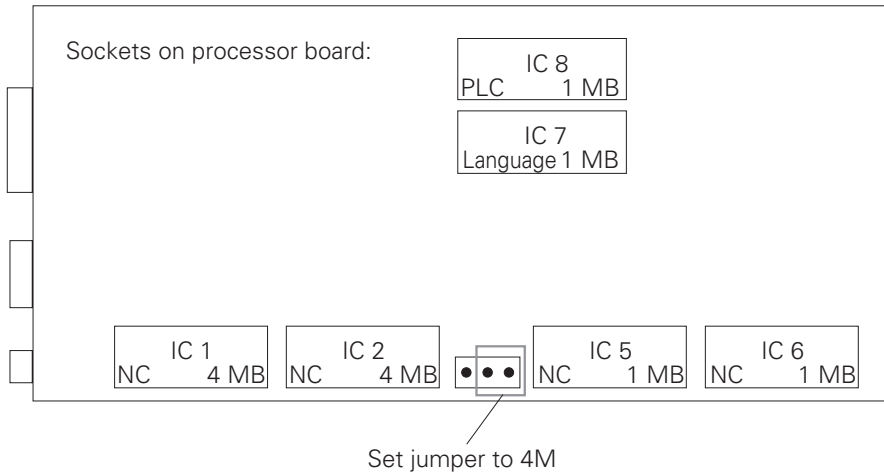 Sockets on processor board:
IC 8
PLC 1 MB
IC 7
Language 1 MB
IC 1
NC 4 MB
IC 2
NC 4 MB
IC 5
NC 1 MB
IC 6
NC 1 MB
Set jumper to 4M